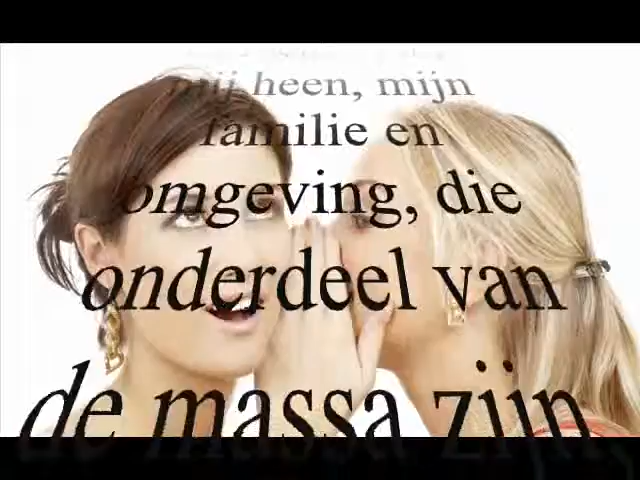 mij heen, mijn
familie en
omgeving, die
onderdeel van
de massa zijn